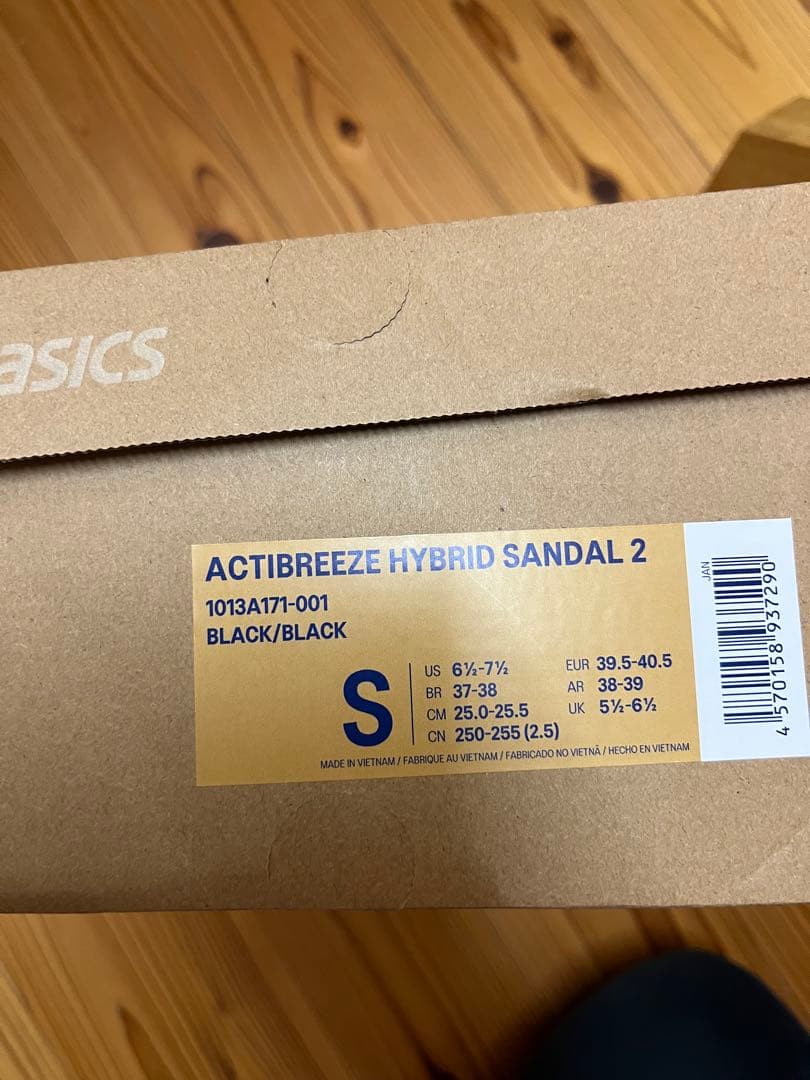 asics
ACTIBREEZE HYBRID SANDAL 2
1013A171-001
BLACK/BLACK
S
US 6½-7½
BR 37-38
CM 25.0-25.5
CN 250-255 (2.5)
EUR 39.5-40.5
AR 38-39
UK 5½-6½
MADE IN VIETNAM / FABRIQUE AU VIETNAM / FABRICADO NO VIETNÃ / HECHO EN VIETNAM
JAN
4 570158 937290